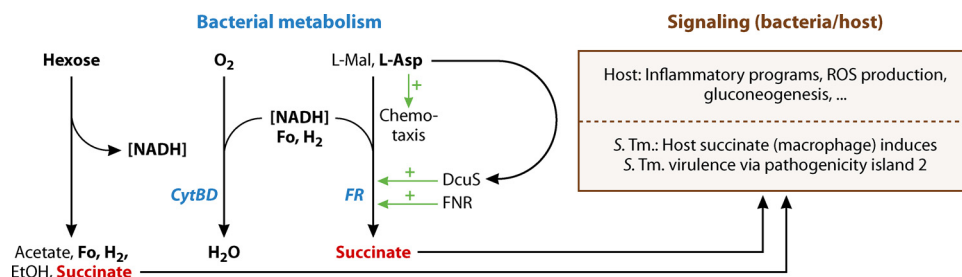 Bacterial metabolism
Signaling (bacteria/host)
Hexose
O2
L-Mal, L-Asp
+
Chemo-
taxis
[NADH]
[NADH]
Fo, H2
CytBD
FR
+
DcuS
+
FNR
Acetate, Fo, H2,
EtOH, Succinate
H2O
Succinate
Host: Inflammatory programs, ROS production,
gluconeogenesis, ...
S. Tm.: Host succinate (macrophage) induces
S. Tm. virulence via pathogenicity island 2